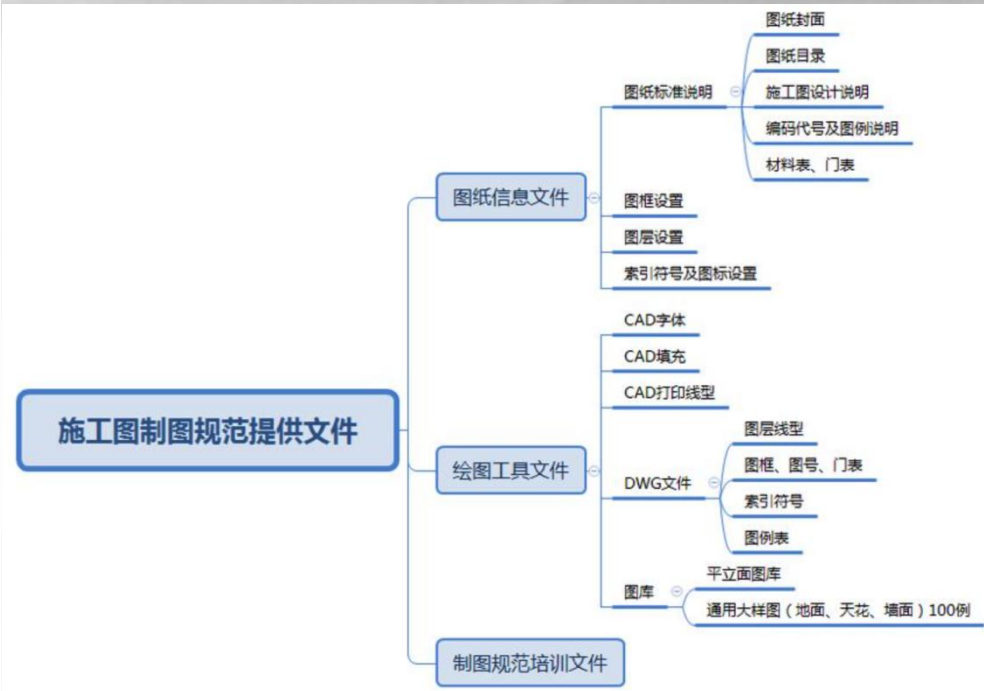 施工图制图规范提供文件
图纸信息文件
图纸标准说明
图纸封面
图纸目录
施工图设计说明
编码代号及图例说明
材料表、门表
图框设置
图层设置
索引符号及图标设置
绘图工具文件
CAD字体
CAD填充
CAD打印线型
DWG文件
图层线型
图框、图号、门表
索引符号
图例表
图库
平立面图库
通用大样图（地面、天花、墙面）100例
制图规范培训文件